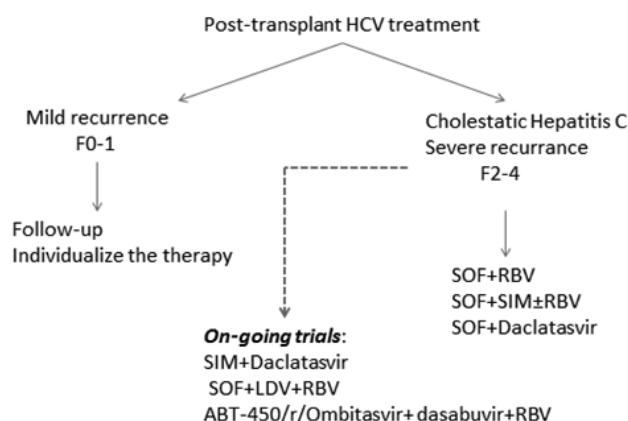 Post-transplant HCV treatment
Mild recurrence
F0-1
Follow-up
Individualize the therapy
Cholestatic Hepatitis C
Severe recurrance
F2-4
SOF+RBV
SOF+SIM±RBV
SOF+Daclatasvir
On-going trials:
SIM+Daclatasvir
SOF+LDV+RBV
ABT-450/r/Ombitasvir+ dasabuvir+RBV